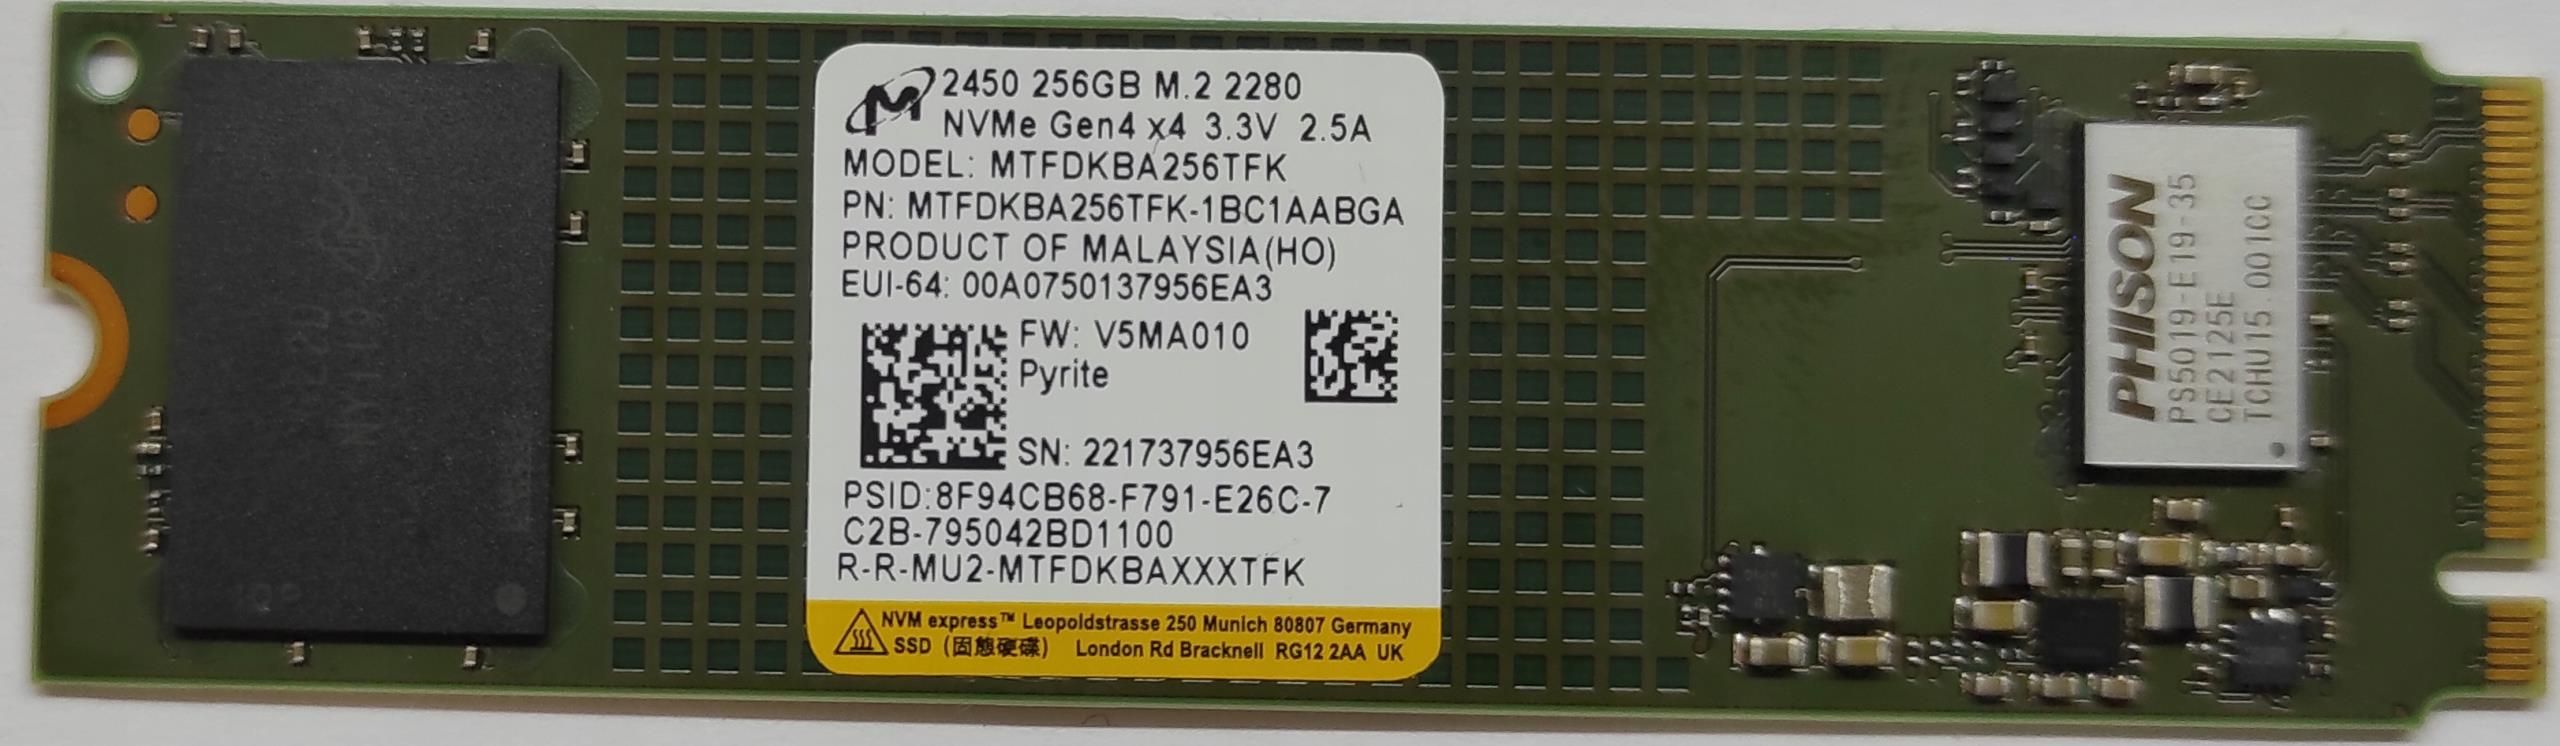 2450 256GB M.2 2280
NVMe Gen4 x4 3.3V 2.5A
MODEL: MTFDKBA256TFK
PN: MTFDKBA256TFK-1BC1AABGA
PRODUCT OF MALAYSIA(HO)
EUI-64: 00A0750137956EA3
FW: V5MA010
Pyrite
SN: 221737956EA3
PSID:8F94CB68-F791-E26C-7
C2B-795042BD1100
R-R-MU2-MTFDKBAXXXTFK
NVM express™ Leopoldstrasse 250 Munich 80807 Germany
SSD (固態硬碟) London Rd Bracknell RG12 2AA UK
PHISON
PS5019-E19-35
CE2125E
TCHU15.001CC